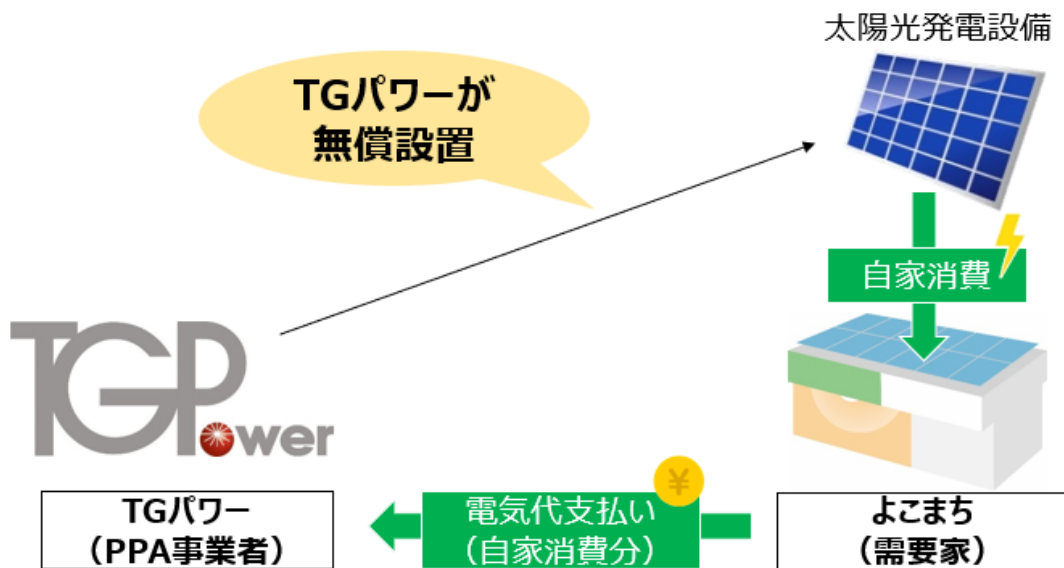 太陽光発電設備
TGパワーが
無償設置
自家消費
TGPower
TGパワー
（PPA事業者）
¥
電気代支払い
（自家消費分）
よこまち
（需要家）